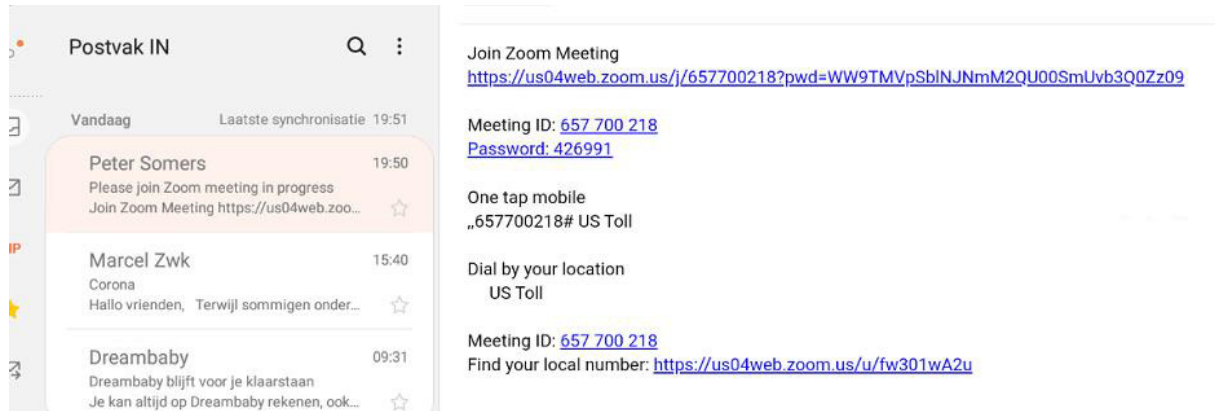 Postvak IN
Vandaag
Laatste synchronisatie 19:51
Peter Somers
19:50
Please join Zoom meeting in progress
Join Zoom Meeting https://us04web.zoo...
Marcel Zwk
15:40
Corona
Hallo vrienden, Terwijl sommigen onder...
Dreambaby
09:31
Dreambaby blijft voor je klaarstaan
Je kan altijd op Dreambaby rekenen, ook...
IP
Join Zoom Meeting
https://us04web.zoom.us/j/657700218?pwd=WW9TMVpSblNJNmM2QU00SmUvb3Q0Zz09
Meeting ID: 657 700 218
Password: 426991
One tap mobile
,,657700218# US Toll
Dial by your location
US Toll
Meeting ID: 657 700 218
Find your local number: https://us04web.zoom.us/u/fw301wA2u